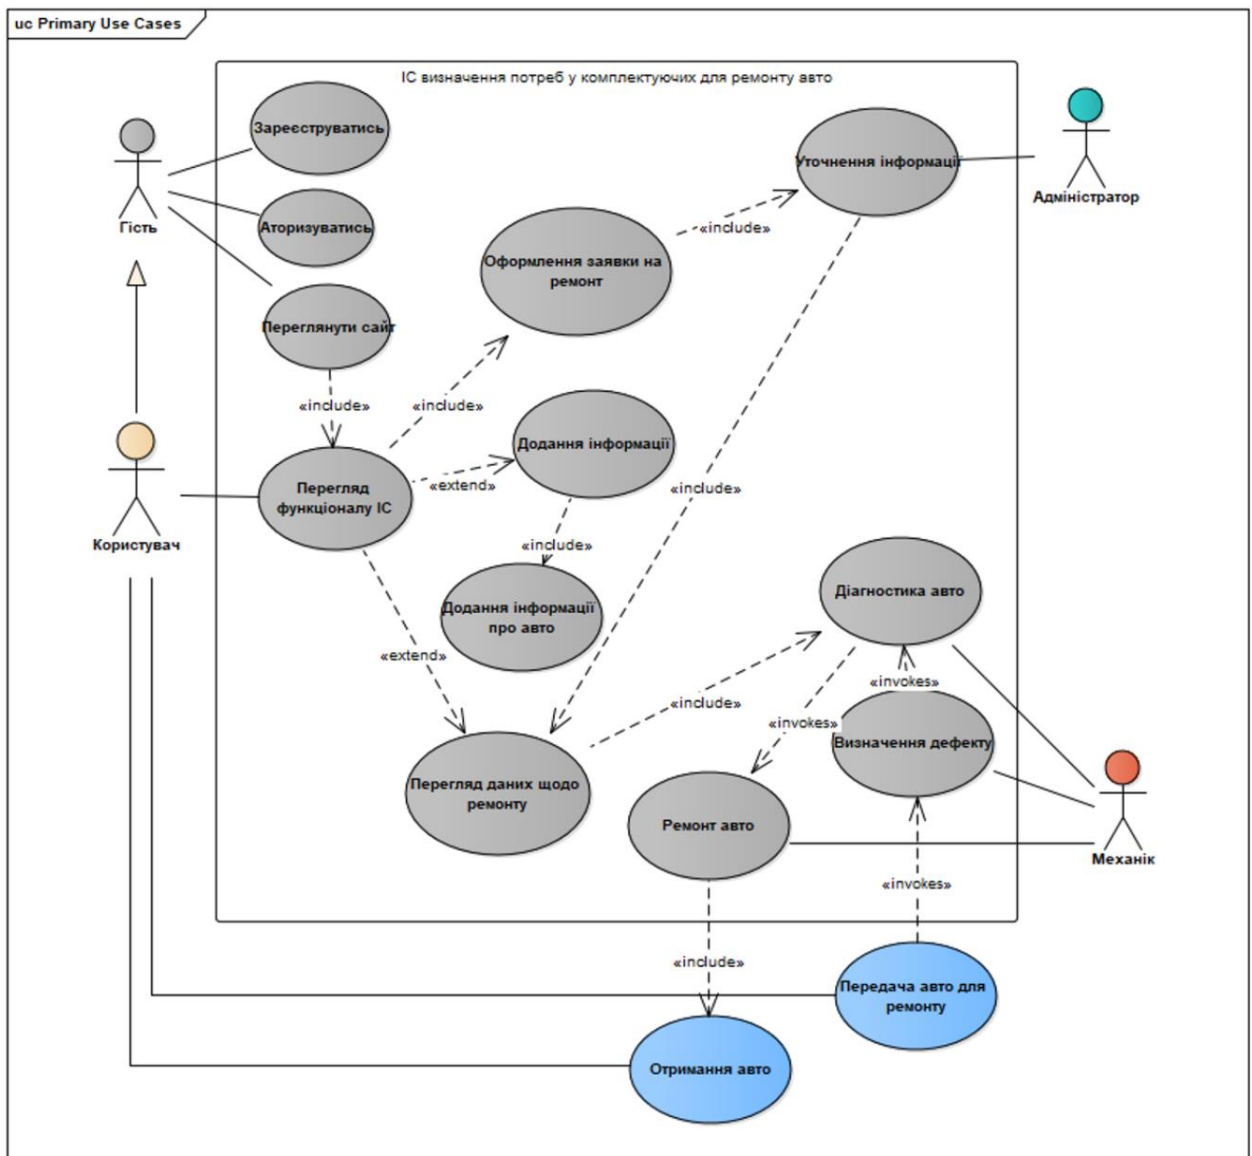 uc Primary Use Cases
ІС визначення потреб у комплектуючих для ремонту авто
Зареєструватись
Уточнення інформації
Адміністратор
Гість
Аторизуватись
«include»
Оформлення заявки на
ремонт
Переглянути сайт
«include»
«include»
Додання інформації
Перегляд
функціоналу ІС
«extend»
«include»
Користувач
«include»
Діагностика авто
Додання інформації
про авто
«extend»
«invokes»
«include»
«invokes»
Визначення дефекту
Перегляд даних щодо
ремонту
Ремонт авто
Механік
«invokes»
«include»
Передача авто для
ремонту
Отримання авто